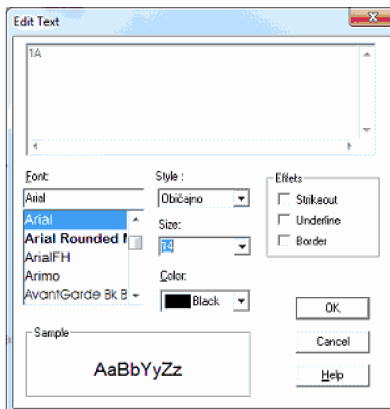 Edit Text
1A
Font:
Arial
Arial
Arial Rounded M
ArialFH
Arimo
AvantGarde Bk B
Style :
Običajno
Size:
14
Color:
Black
Effets
Strikeout
Underline
Border
Sample
AaBbYyZz
OK
Cancel
Help